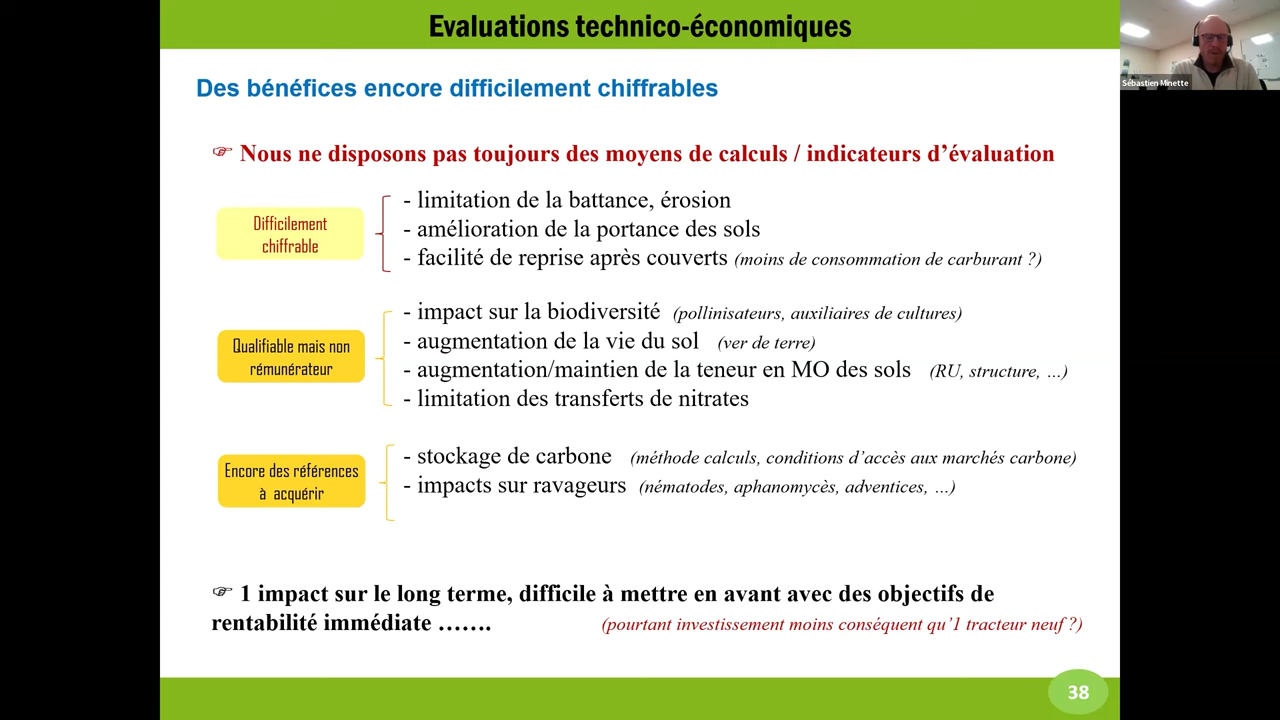 Evaluations technico-économiques
Sébastien Minette
Des bénéfices encore difficilement chiffrables
☞ Nous ne disposons pas toujours des moyens de calculs / indicateurs d’évaluation
Difficilement
chiffrable
- limitation de la battance, érosion
- amélioration de la portance des sols
- facilité de reprise après couverts (moins de consommation de carburant ?)
Qualifiable mais non
rémunérateur
- impact sur la biodiversité (pollinisateurs, auxiliaires de cultures)
- augmentation de la vie du sol (ver de terre)
- augmentation/maintien de la teneur en MO des sols (RU, structure, …)
- limitation des transferts de nitrates
Encore des références
à acquérir
- stockage de carbone (méthode calculs, conditions d’accès aux marchés carbone)
- impacts sur ravageurs (nématodes, aphanomycès, adventices, …)
☞ 1 impact sur le long terme, difficile à mettre en avant avec des objectifs de
rentabilité immédiate ……. (pourtant investissement moins conséquent qu’1 tracteur neuf ?)
38